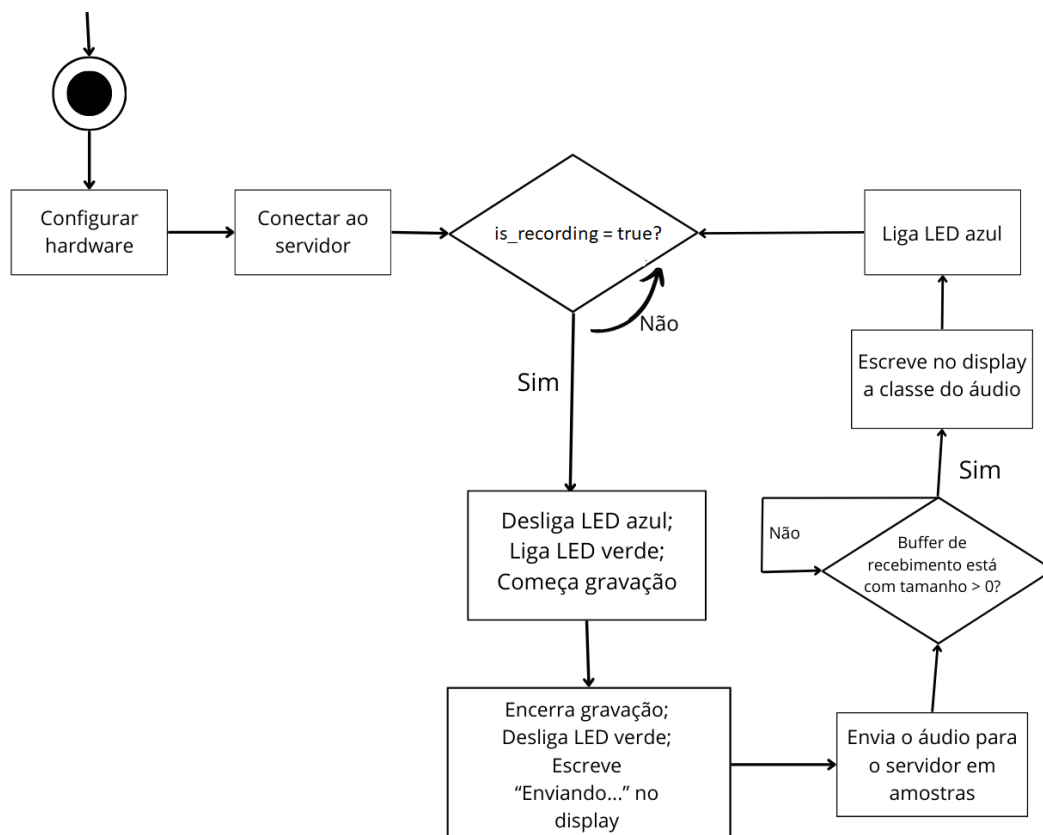 Configurar
hardware
Conectar ao
servidor
is_recording = true?
Liga LED azul
Não
Sim
Escreve no display
a classe do áudio
Sim
Não
Buffer de
recebimento está
com tamanho > 0?
Desliga LED azul;
Liga LED verde;
Começa gravação
Encerra gravação;
Desliga LED verde;
Escreve
“Enviando...” no
display
Envia o áudio para
o servidor em
amostras